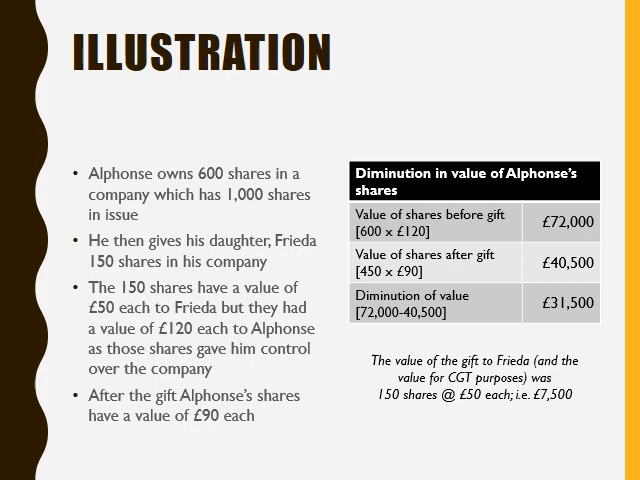 ILLUSTRATION
• Alphonse owns 600 shares in a
company which has 1,000 shares
in issue
• He then gives his daughter, Frieda
150 shares in his company
• The 150 shares have a value of
£50 each to Frieda but they had
a value of £120 each to Alphonse
as those shares gave him control
over the company
• After the gift Alphonse's shares
have a value of £90 each
Diminution in value of Alphonse's
shares
Value of shares before gift
[600 x £120]
£72,000
Value of shares after gift
[450 x £90]
£40,500
Diminution of value
[72,000-40,500]
£31,500
The value of the gift to Frieda (and the
value for CGT purposes) was
150 shares @ £50 each; i.e. £7,500